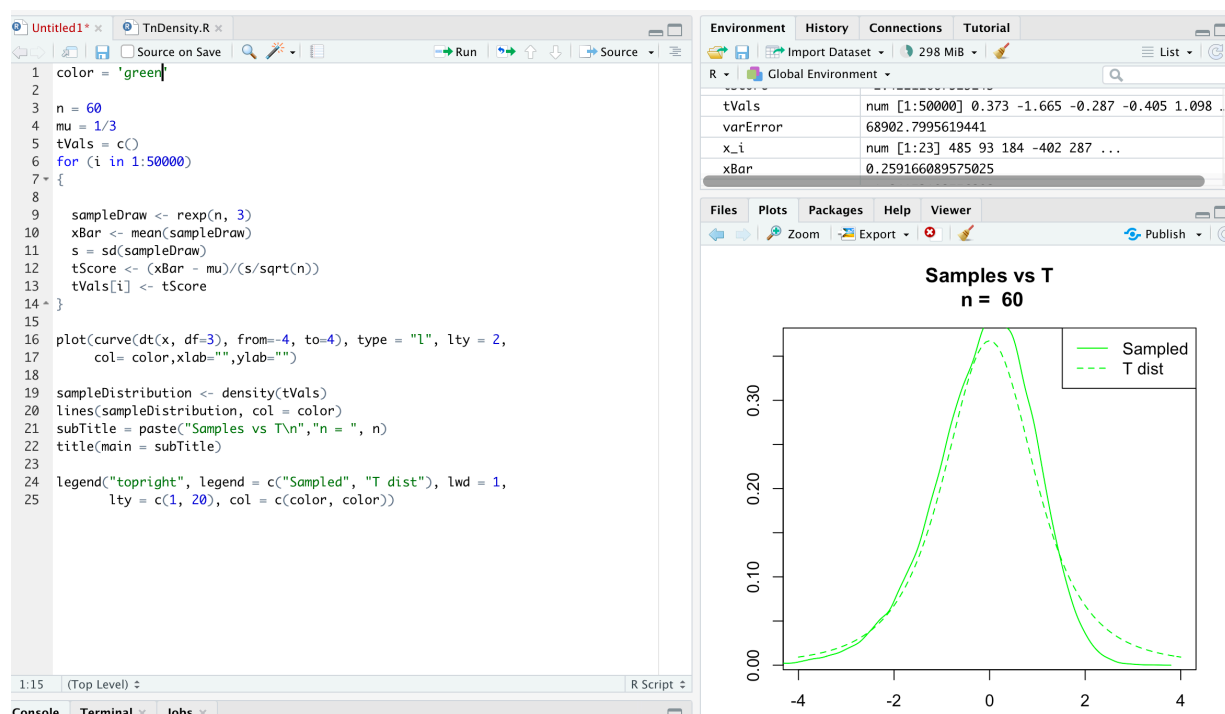 Untitled1* × TnDensity.R ×
Source on Save Run Source
1 color = 'green'
2
3 n = 60
4 mu = 1/3
5 tVals = c()
6 for (i in 1:50000)
7 {
8
9 sampleDraw <- rexp(n, 3)
10 xBar <- mean(sampleDraw)
11 s = sd(sampleDraw)
12 tScore <- (xBar - mu)/(s/sqrt(n))
13 tVals[i] <- tScore
14 }
15
16 plot(curve(dt(x, df=3), from=-4, to=4), type = "l", lty = 2,
17 col= color,xlab="",ylab="")
18
19 sampleDistribution <- density(tVals)
20 lines(sampleDistribution, col = color)
21 subTitle = paste("Samples vs T\n","n = ", n)
22 title(main = subTitle)
23
24 legend("topright", legend = c("Sampled", "T dist"), lwd = 1,
25 lty = c(1, 20), col = c(color, color))
1:15 (Top Level) R Script
Console Terminal × Jobs ×
Environment History Connections Tutorial
Import Dataset 298 MiB List
R Global Environment
tVals num [1:50000] 0.373 -1.665 -0.287 -0.405 1.098 ..
varError 68902.7995619441
x_i num [1:23] 485 93 184 -402 287 ...
xBar 0.259166089575025
Files Plots Packages Help Viewer
Zoom Export Publish
Samples vs T
n = 60
Sampled
T dist
0.30
0.20
0.10
0.00
-4 -2 0 2 4